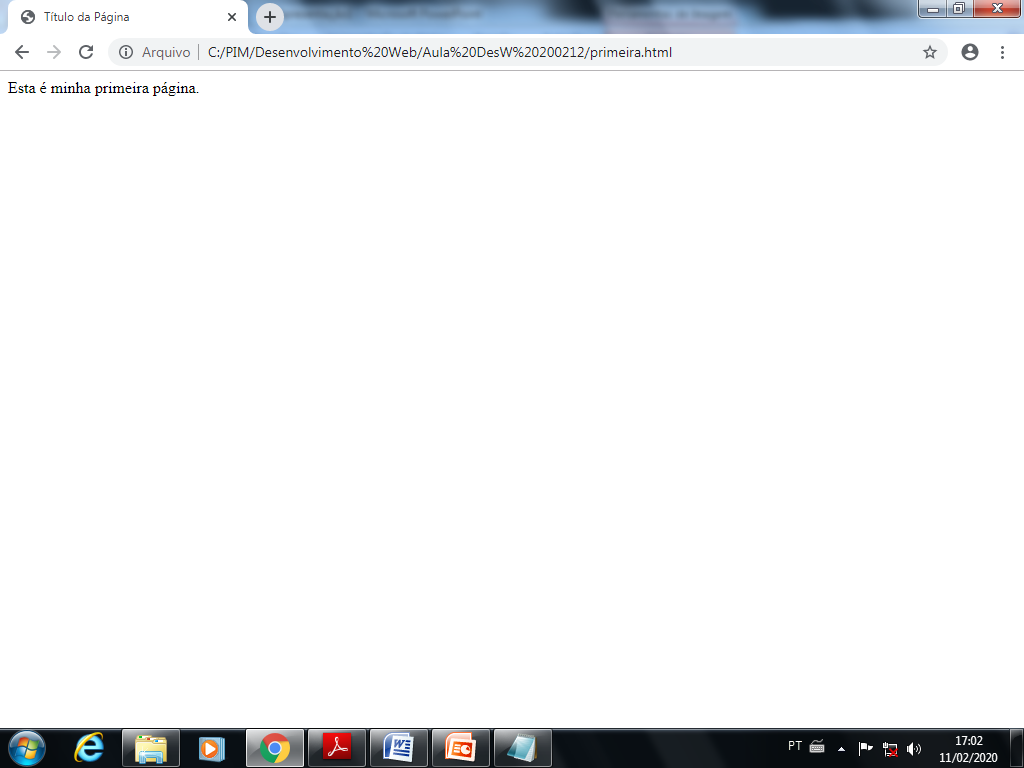 Título da Página
Arquivo C:/PIM/Desenvolvimento%20Web/Aula%20DesW%20200212/primeira.html
Esta é minha primeira página.
PT
17:02
11/02/2020